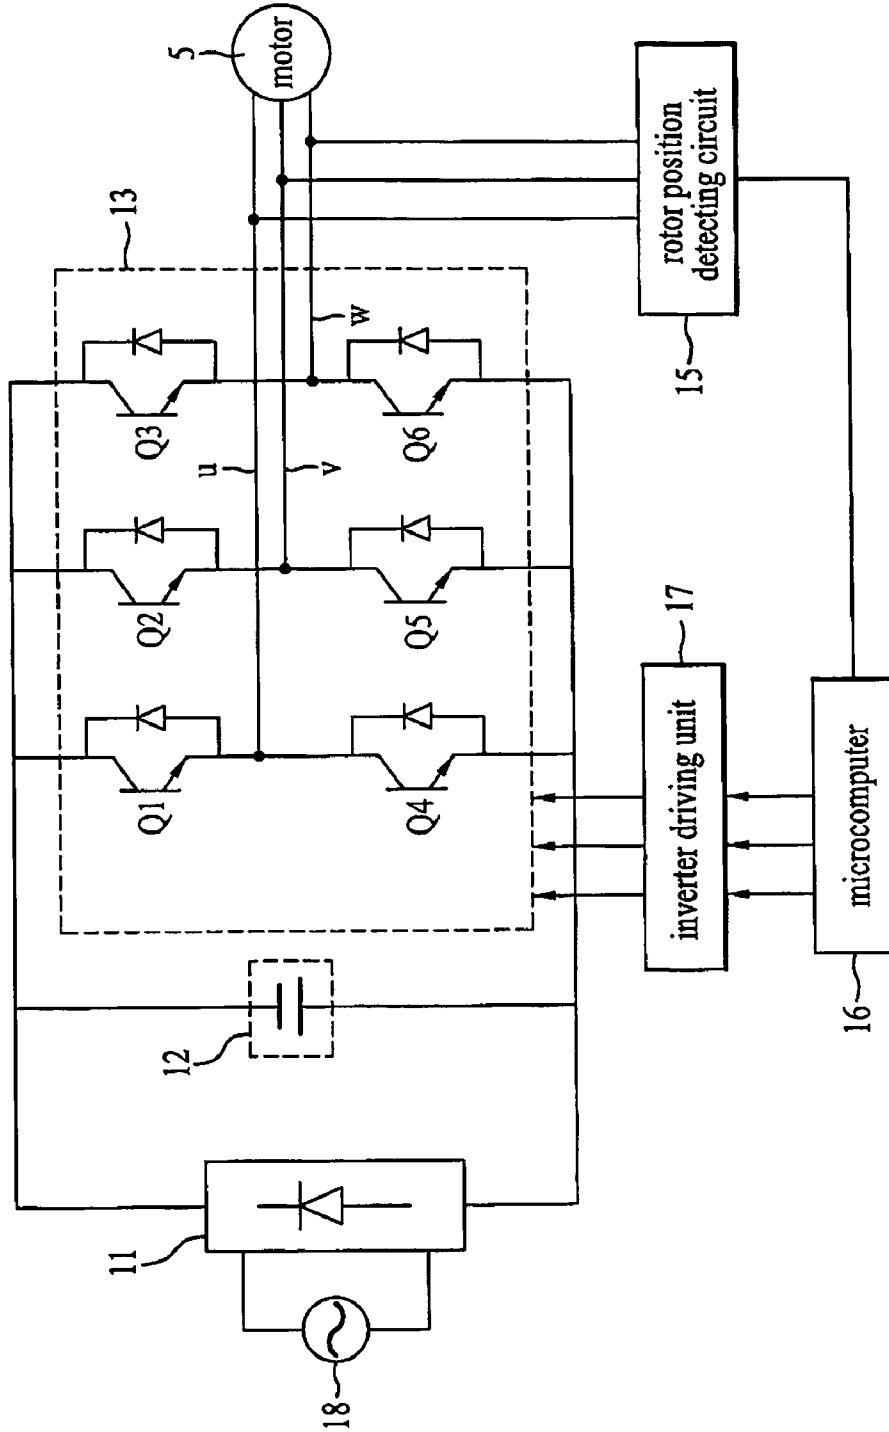 13
5
motor
Q1
Q2
Q3
u
v
w
Q4
Q5
Q6
11
12
18
17
inverter driving unit
15
rotor position
detecting circuit
16
microcomputer